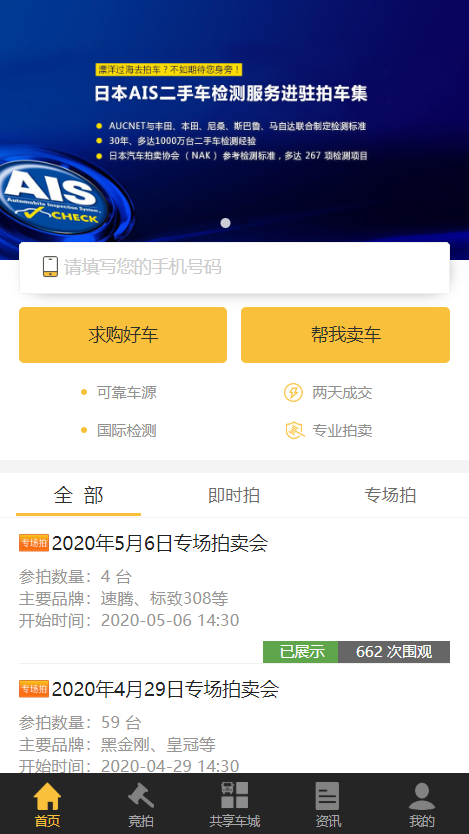 漂洋过海去拍车？不如期待您身旁！
日本AIS二手车检测服务进驻拍车集
AUCNET与丰田、本田、尼桑、斯巴鲁、马自达联合制定检测标准
30年、多达1000万台二手车检测经验
日本汽车拍卖协会（NAK）参考检测标准，多达 267 项检测项目
AIS
Automobile Inspection System
CHECK
请填写您的手机号码
求购好车 帮我卖车
可靠车源 两天成交
国际检测 专业拍卖
全 部 即时拍 专场拍
专场拍 2020年5月6日专场拍卖会
参拍数量：4 台
主要品牌：速腾、标致308等
开始时间：2020-05-06 14:30
已展示 662 次围观
专场拍 2020年4月29日专场拍卖会
参拍数量：59 台
主要品牌：黑金刚、皇冠等
开始时间：2020-04-29 14:30
首页 竞拍 共享车城 资讯 我的